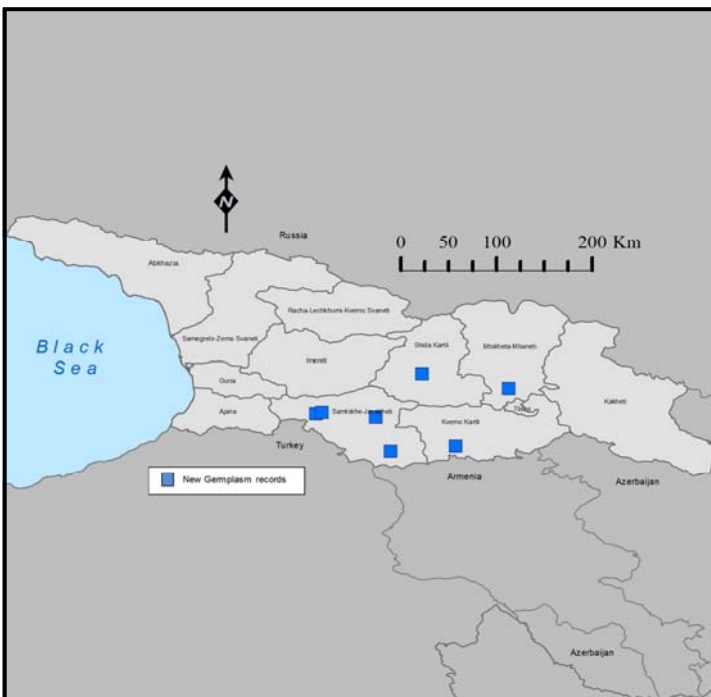 N
Russia
0 50 100 200 Km
Abkhazia
Racha-Lechkhumi-Kvemo Svaneti
Samegrelo-Zemo Svaneti
Shida Kartli
Mtskheta-Mtianeti
Black
Sea
Imereti
Guria
Kakheti
Tbilisi
Ajaria
Samtskhe-Javakheti
Kvemo Kartli
Turkey
New Germplasm records
Armenia
Azerbaijan
Azerbaijan